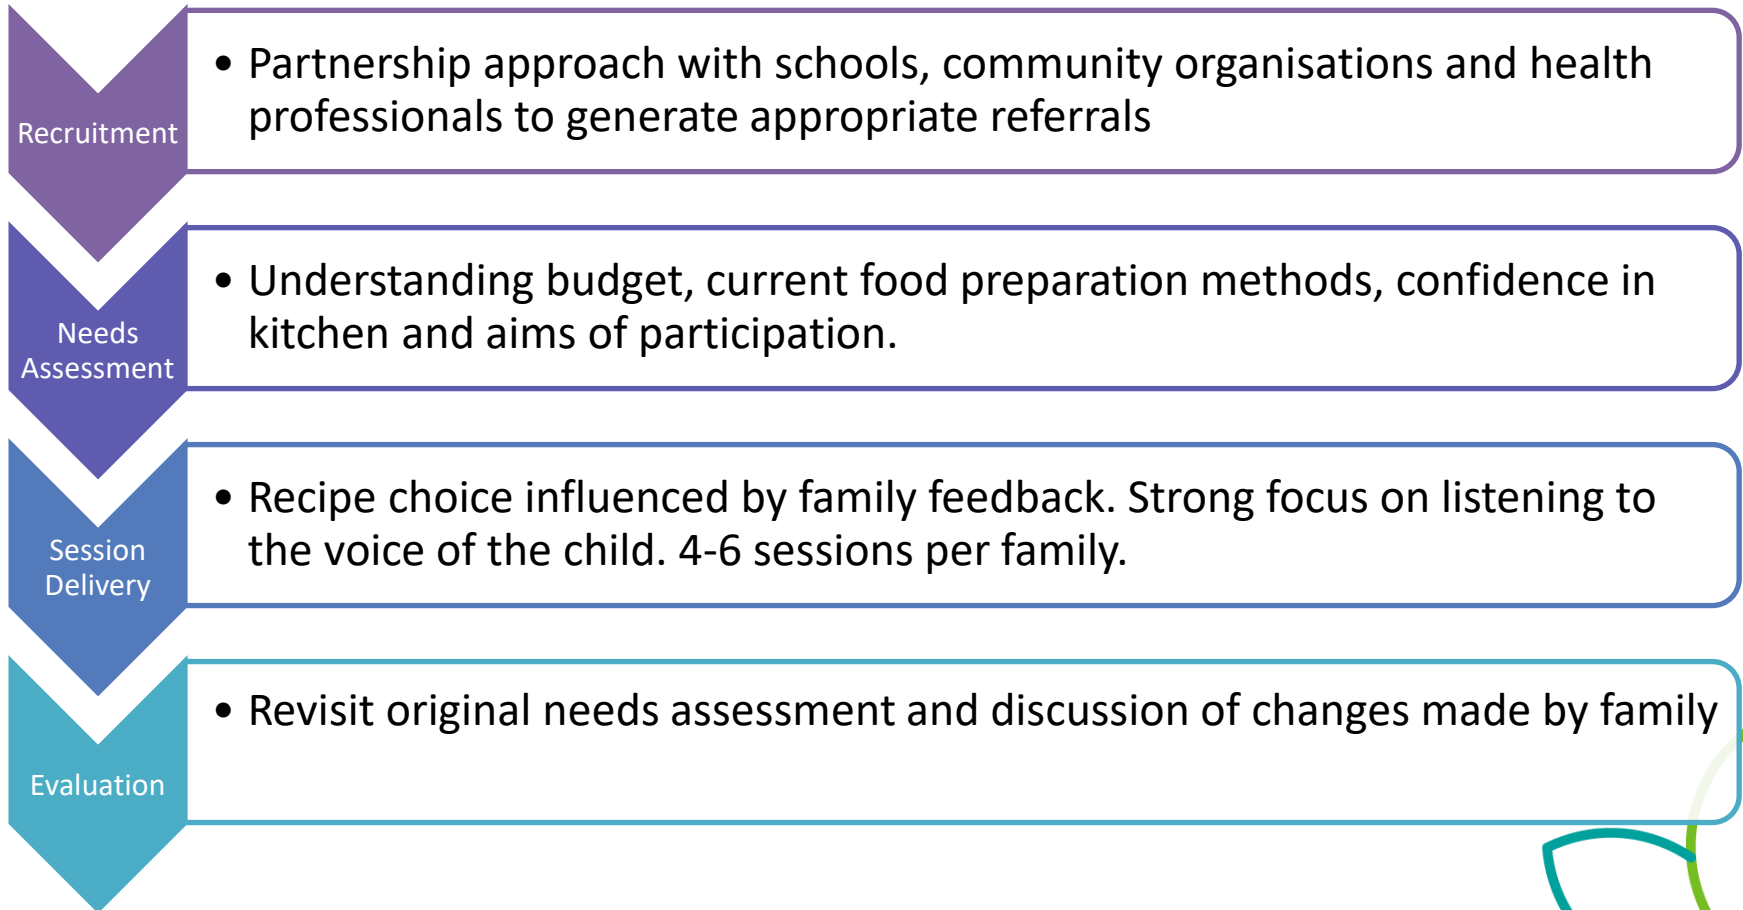 Recruitment
• Partnership approach with schools, community organisations and health
professionals to generate appropriate referrals
Needs
Assessment
• Understanding budget, current food preparation methods, confidence in
kitchen and aims of participation.
Session
Delivery
• Recipe choice influenced by family feedback. Strong focus on listening to
the voice of the child. 4-6 sessions per family.
Evaluation
• Revisit original needs assessment and discussion of changes made by family